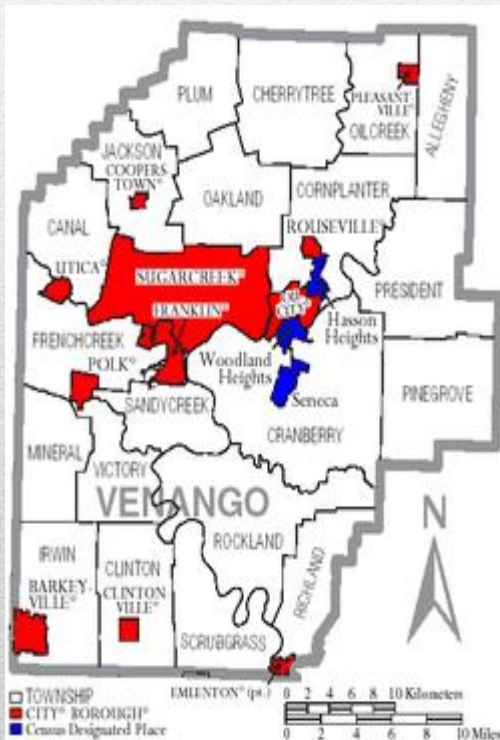 PLUM
CHERRYTREE
PLEASANT-
VILLE°
OILCREEK
ALLEGHENY
JACKSON
COOPERS-
TOWN°
OAKLAND
CORNPLANTER
ROUSEVILLE°
CANAL
UTICA°
SUGARCREEK°
OIL
CITY°
PRESIDENT
FRANKLIN°
Hasson
Heights
FRENCHCREEK
POLK°
Woodland
Heights
Seneca
PINEGROVE
SANDYCREEK
CRANBERRY
MINERAL
VICTORY
VENANGO
ROCKLAND
N
IRWIN
CLINTON
RICHLAND
BARKEY-
VILLE°
CLINTON
VILLE°
SCRUBGRASS
EMLENTON° (pt.)
TOWNSHIP
CITY° BOROUGH°
Census Designated Place
0 2 4 6 8 10 Kilometers
0 2 4 6 8 10 Miles